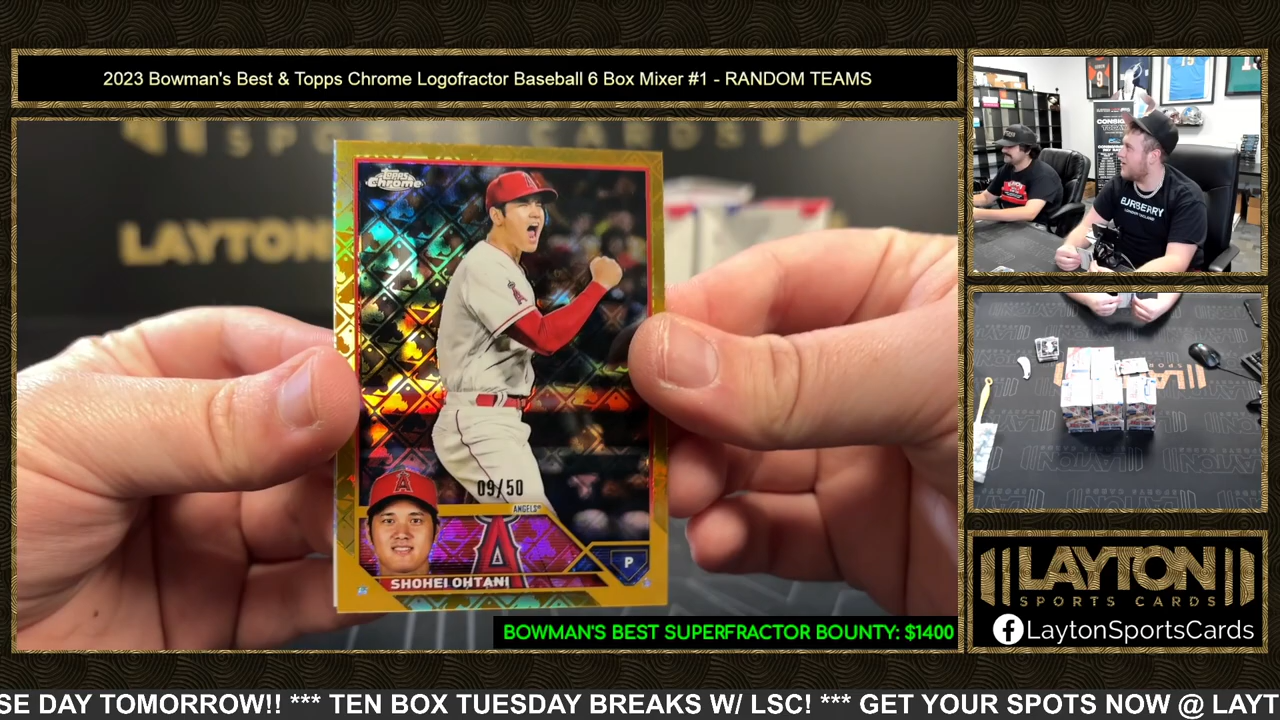 2023 Bowman's Best & Topps Chrome Logofractor Baseball 6 Box Mixer #1 - RANDOM TEAMS
LAYTON
Topps
Chrome
09/50
ANGELS
A
P
SHOHEI OHTANI
BURBERRY
LAYTON
SPORTS CARDS
LaytonSportsCards
BOWMAN'S BEST SUPERFRACTOR BOUNTY: $1400
SE DAY TOMORROW!! *** TEN BOX TUESDAY BREAKS W/ LSC! *** GET YOUR SPOTS NOW @ LAYT